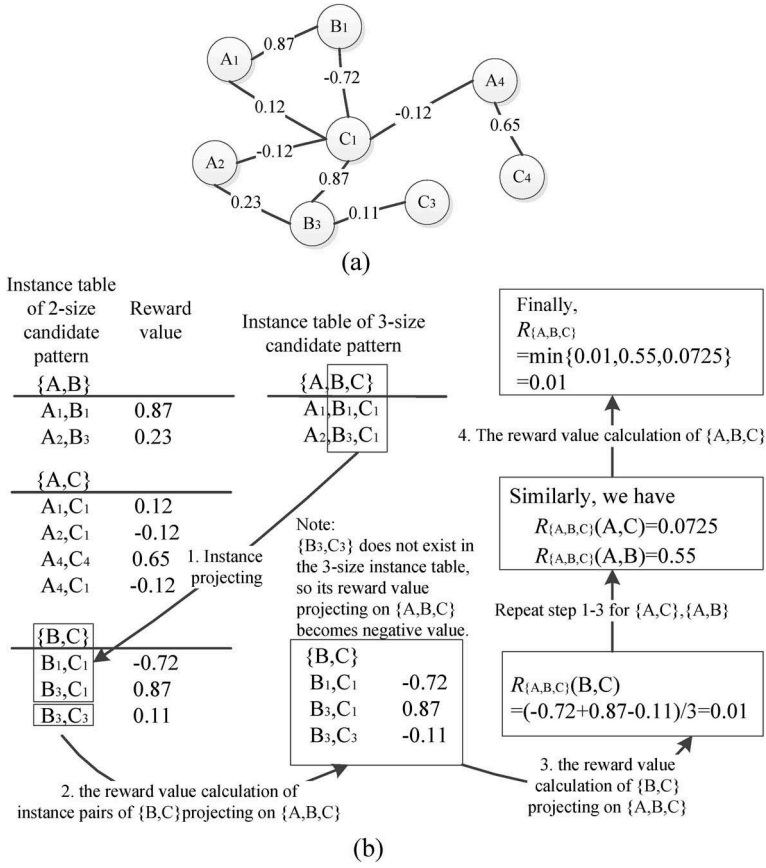 B1
0.87
A1
-0.72
A4
0.12
-0.12
C1
0.65
A2
-0.12
0.87
C4
C3
0.23
0.11
B3
(a)
Instance table
of 2-size
candidate
pattern
Reward
value
{A,B}
A1,B1 0.87
A2,B3 0.23
{A,C}
A1,C1 0.12
A2,C1 -0.12
A4,C4 0.65
A4,C1 -0.12
{B,C}
B1,C1 -0.72
B3,C1 0.87
B3,C3 0.11
Instance table of 3-size
candidate pattern
{A,B,C}
A1,B1,C1
A2,B3,C1
1. Instance
projecting
Note:
{B3,C3} does not exist in
the 3-size instance table,
so its reward value
projecting on {A,B,C}
becomes negative value.
{B,C}
B1,C1 -0.72
B3,C1 0.87
B3,C3 -0.11
2. the reward value calculation of
instance pairs of {B,C}projecting on {A,B,C}
3. the reward value
calculation of {B,C}
projecting on {A,B,C}
R{A,B,C}(B,C)
=(-0.72+0.87-0.11)/3=0.01
Repeat step 1-3 for {A,C},{A,B}
Similarly, we have
R{A,B,C}(A,C)=0.0725
R{A,B,C}(A,B)=0.55
4. The reward value calculation of {A,B,C}
Finally,
R{A,B,C}
=min{0.01,0.55,0.0725}
=0.01
(b)